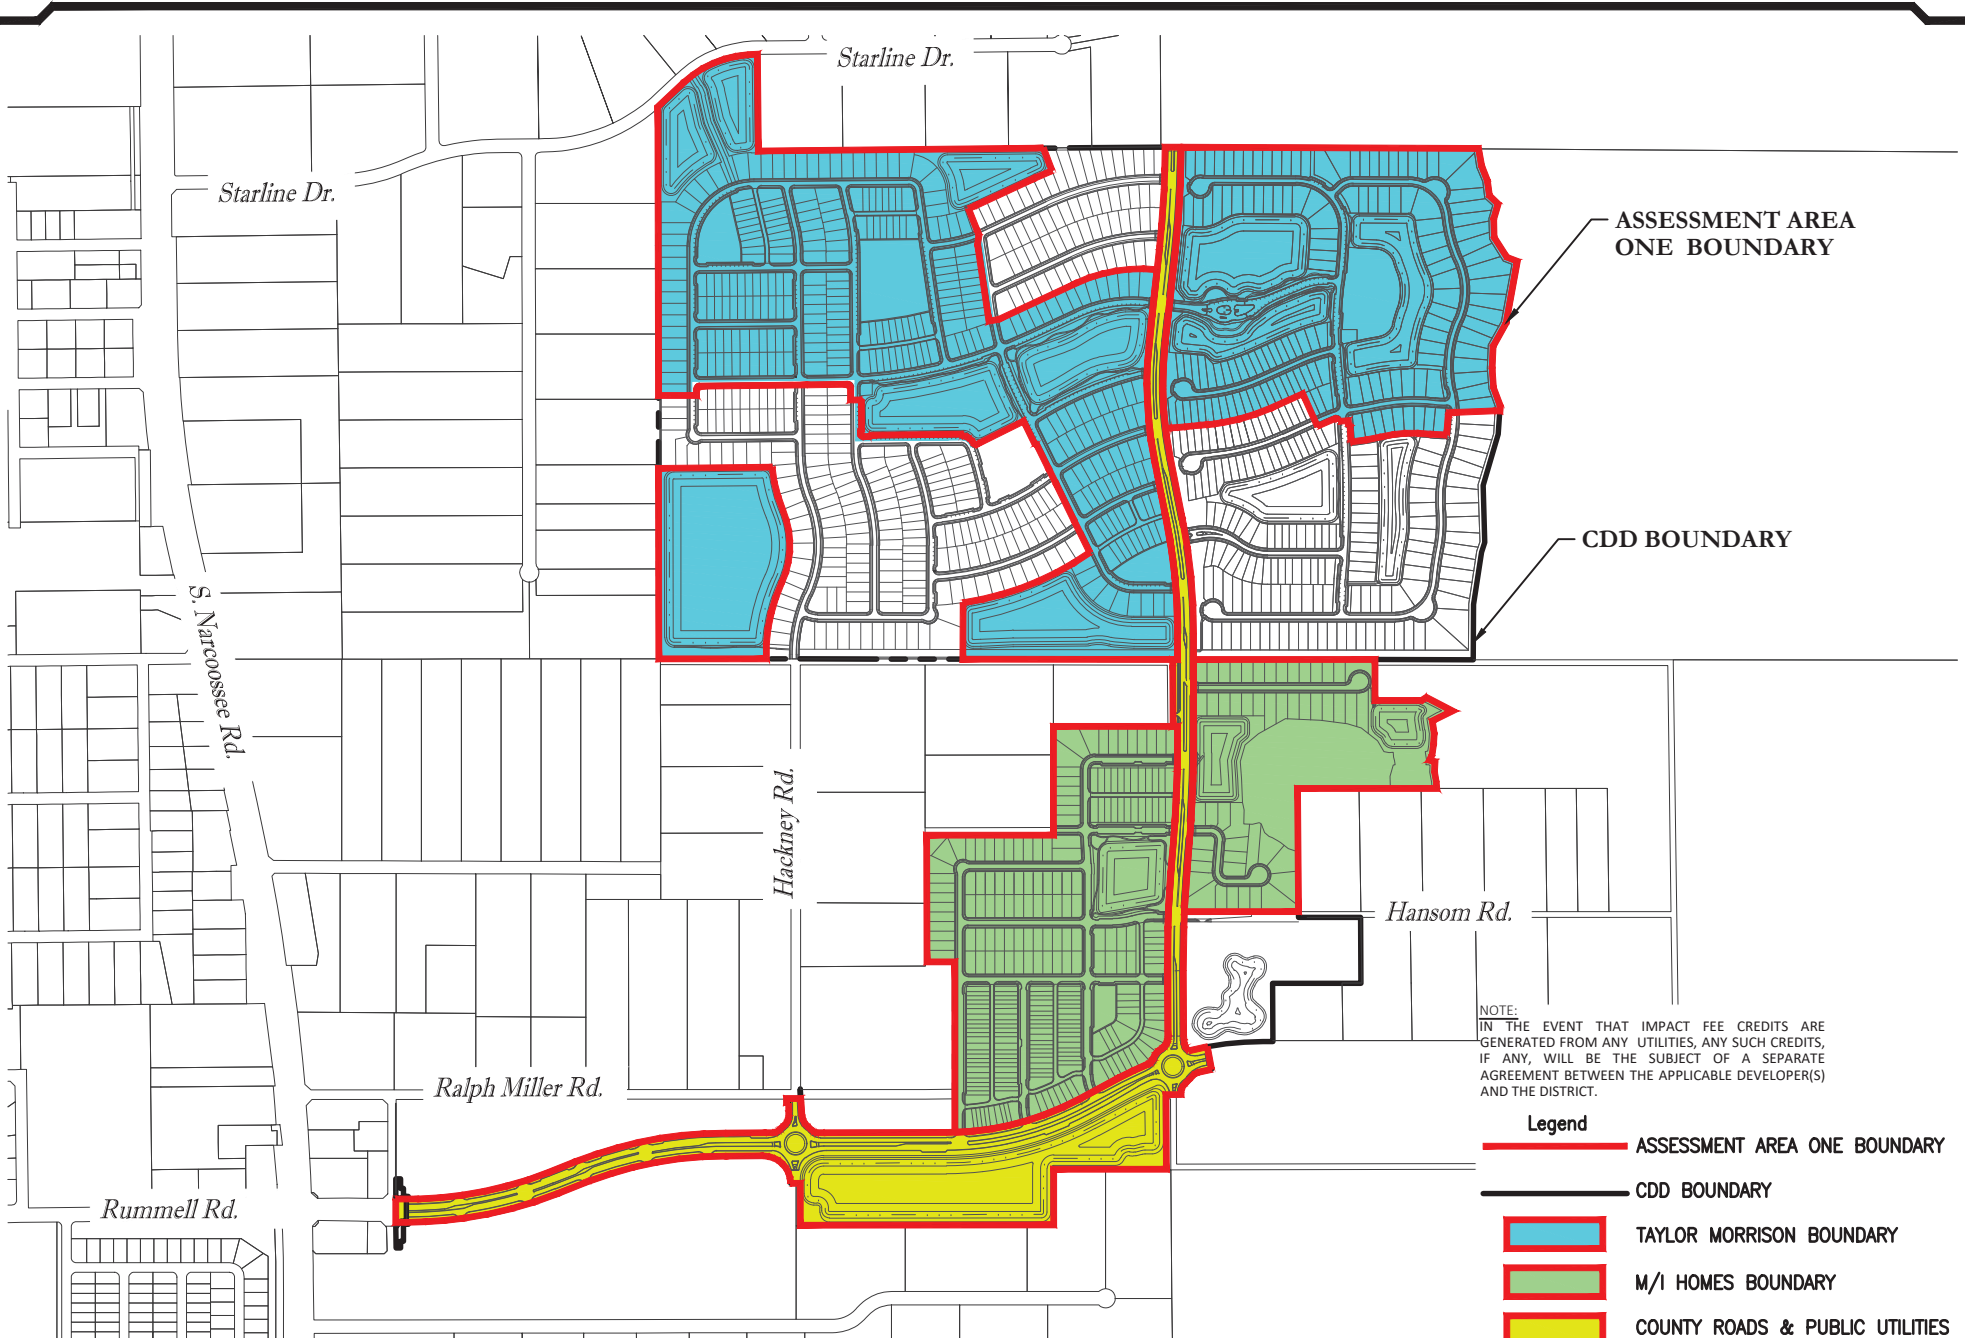 Starline Dr.
Starline Dr.
ASSESSMENT AREA
ONE BOUNDARY
CDD BOUNDARY
S. Narcoossee Rd.
Hackney Rd.
Hansom Rd.
NOTE:
IN THE EVENT THAT IMPACT FEE CREDITS ARE
GENERATED FROM ANY UTILITIES, ANY SUCH CREDITS,
IF ANY, WILL BE THE SUBJECT OF A SEPARATE
AGREEMENT BETWEEN THE APPLICABLE DEVELOPER(S)
AND THE DISTRICT.
Ralph Miller Rd.
Rummell Rd.
Legend
ASSESSMENT AREA ONE BOUNDARY
CDD BOUNDARY
TAYLOR MORRISON BOUNDARY
M/I HOMES BOUNDARY
COUNTY ROADS & PUBLIC UTILITIES